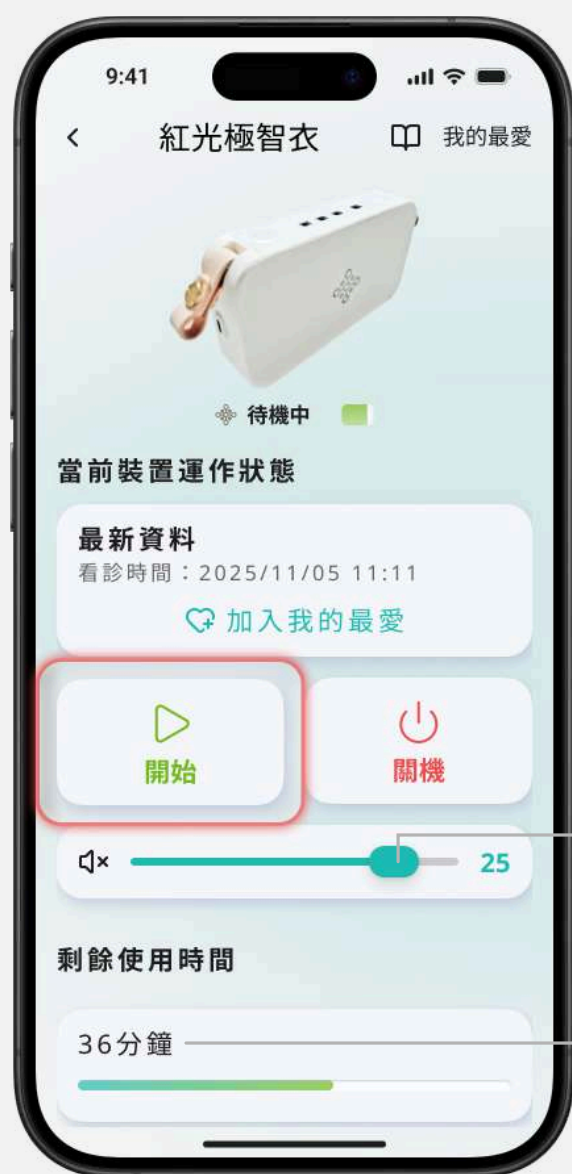 9:41
紅光極智衣
我的最愛
待機中
當前裝置運作狀態
最新資料
看診時間：2025/11/05 11:11
加入我的最愛
開始
關機
25
剩餘使用時間
36分鐘